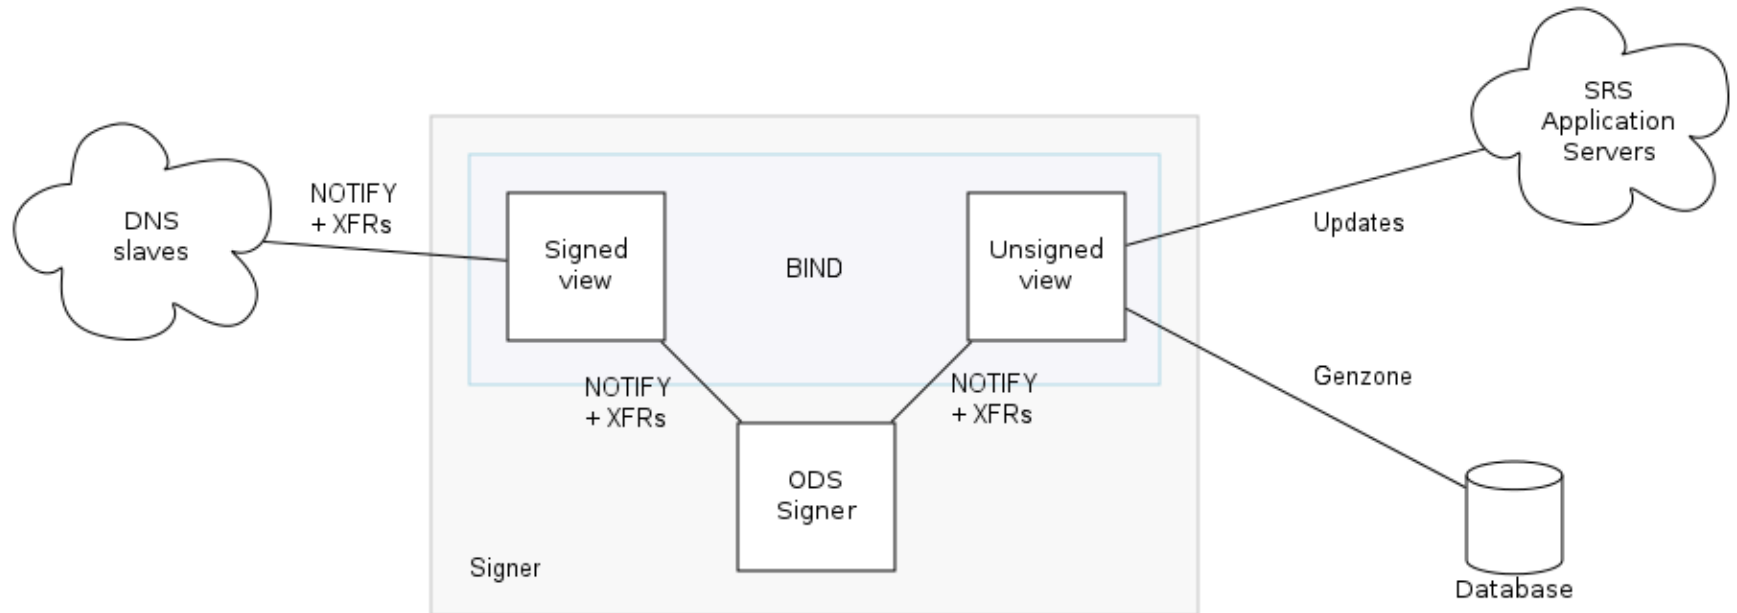 SRS
Application
Servers
NOTIFY
+ XFRs
DNS
slaves
Signed
view
BIND
Unsigned
view
Updates
NOTIFY
+ XFRs
NOTIFY
+ XFRs
Genzone
ODS
Signer
Signer
Database